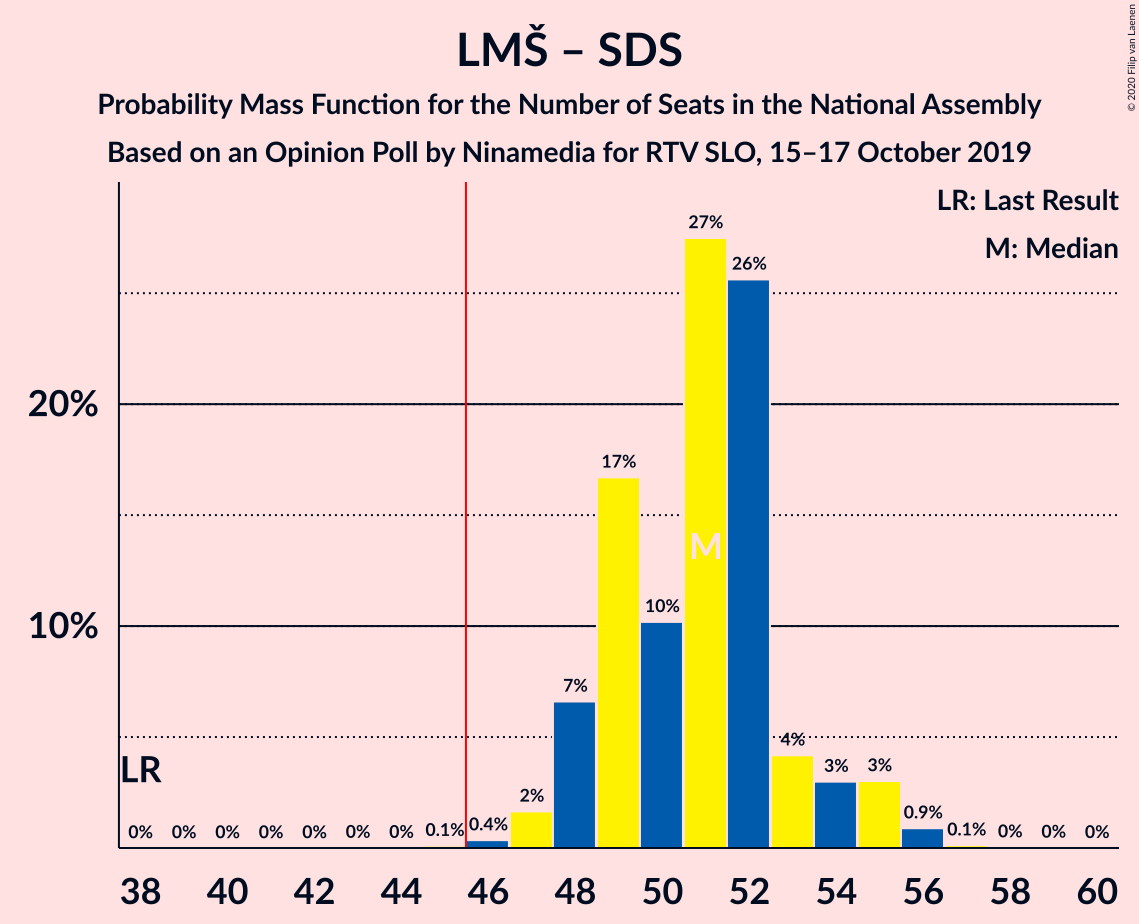 LMŠ – SDS
Probability Mass Function for the Number of Seats in the National Assembly
Based on an Opinion Poll by Ninamedia for RTV SLO, 15–17 October 2019
© 2020 Filip van Laenen
LR: Last Result
M: Median
20%
10%
LR
M
0%
0%
0%
0%
0%
0%
0%
0.1%
0.4%
2%
7%
17%
10%
27%
26%
4%
3%
3%
0.9%
0.1%
0%
0%
0%
38 40 42 44 46 48 50 52 54 56 58 60